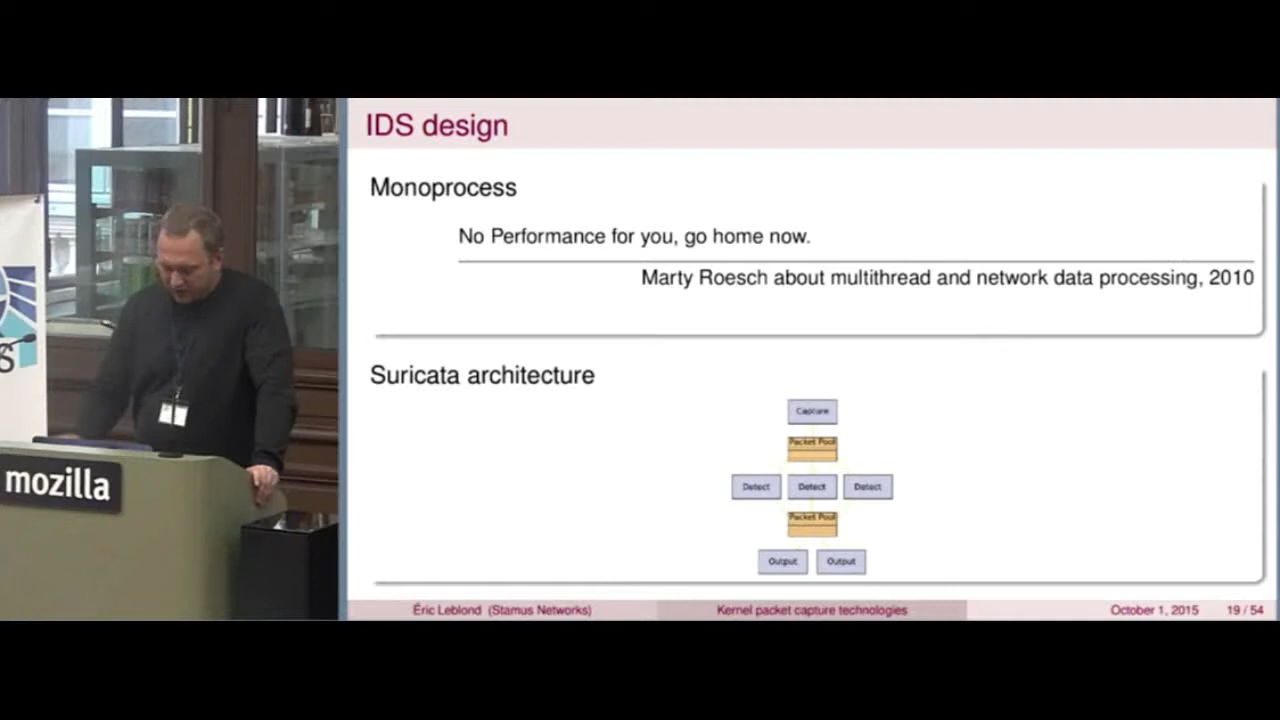 IDS design
Monoprocess
No Performance for you, go home now.
Marty Roesch about multithread and network data processing, 2010
Suricata architecture
Capture
Packet Pool
Detect Detect Detect
Packet Pool
Output Output
Éric Leblond (Stamus Networks) Kernel packet capture technologies October 1, 2015 19 / 54
6
mozilla